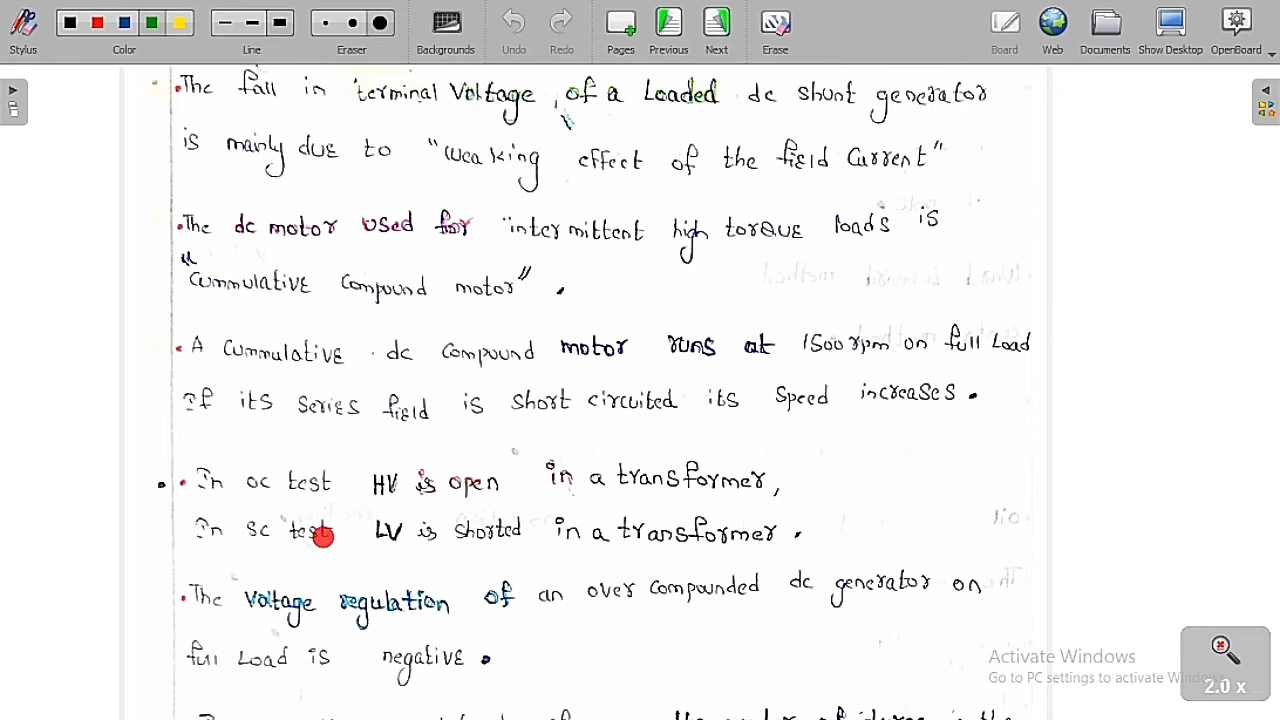 Stylus Color Line Eraser Backgrounds Undo Redo Pages Previous Next Erase Board Web Documents Show Desktop OpenBoard
•The fall in terminal voltage, of a Loaded dc shunt generator
is mainly due to "weaking effect of the field current"
•The dc motor used for "intermittent high torque loads is
"Cummulative Compound motor".
• A Cummulative dc compound motor runs at 1500 rpm on full Load
If its series field is short circuited its speed increases.
• In oc test HV is open in a transformer,
In sc test LV is shorted in a transformer.
•The voltage regulation of an over compounded dc generator on
full Load is negative.
Activate Windows
Go to PC settings to activate Windows.
2.0 x